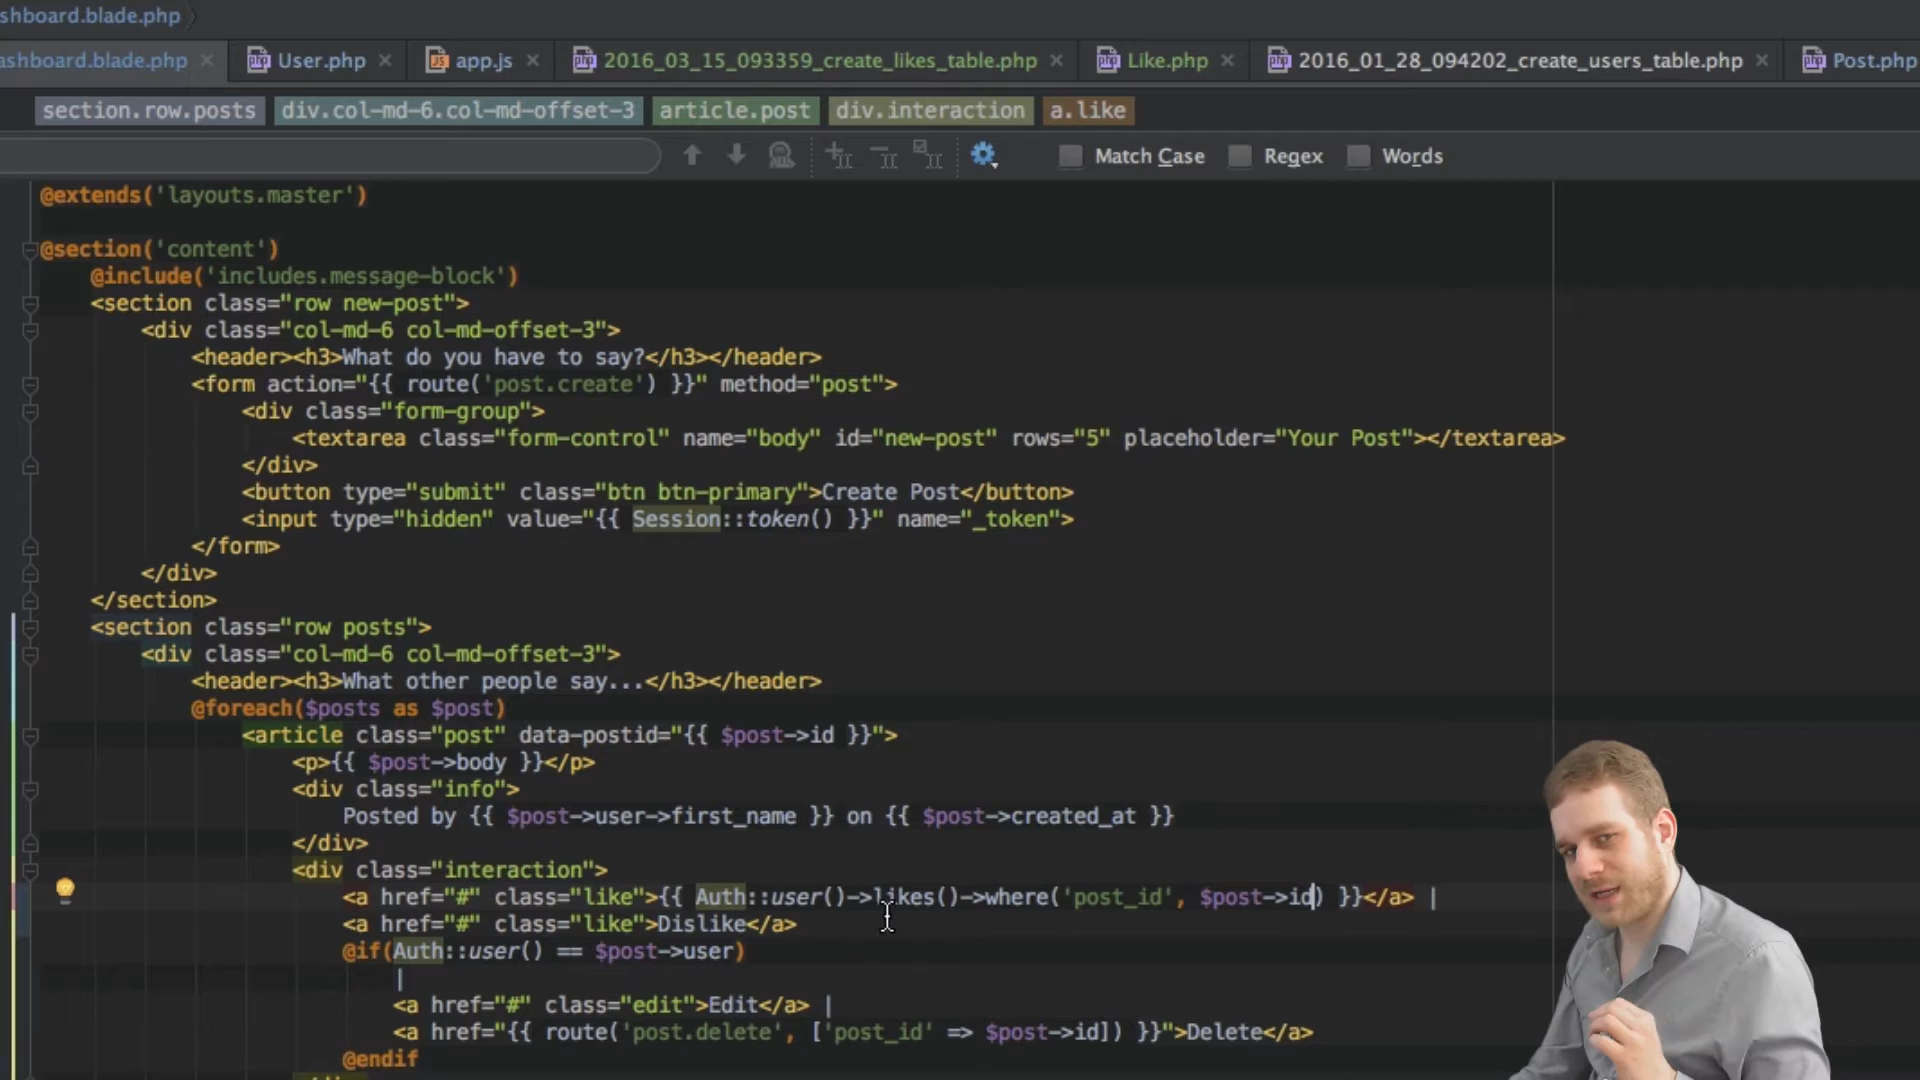 shboard.blade.php
ashboard.blade.php
User.php
app.js
2016_03_15_093359_create_likes_table.php
Like.php
2016_01_28_094202_create_users_table.php
Post.php
section.row.posts div.col-md-6.col-md-offset-3 article.post div.interaction a.like
Match Case Regex Words
@extends('layouts.master')
@section('content')
@include('includes.message-block')
<section class="row new-post">
<div class="col-md-6 col-md-offset-3">
<header><h3>What do you have to say?</h3></header>
<form action="{{ route('post.create') }}" method="post">
<div class="form-group">
<textarea class="form-control" name="body" id="new-post" rows="5" placeholder="Your Post"></textarea>
</div>
<button type="submit" class="btn btn-primary">Create Post</button>
<input type="hidden" value="{{ Session::token() }}" name="_token">
</form>
</div>
</section>
<section class="row posts">
<div class="col-md-6 col-md-offset-3">
<header><h3>What other people say...</h3></header>
@foreach($posts as $post)
<article class="post" data-postid="{{ $post->id }}">
<p>{{ $post->body }}</p>
<div class="info">
Posted by {{ $post->user->first_name }} on {{ $post->created_at }}
</div>
<div class="interaction">
<a href="#" class="like">{{ Auth::user()->likes()->where('post_id', $post->id) }}</a> |
<a href="#" class="like">Dislike</a>
@if(Auth::user() == $post->user)
|
<a href="#" class="edit">Edit</a> |
<a href="{{ route('post.delete', ['post_id' => $post->id]) }}">Delete</a>
@endif